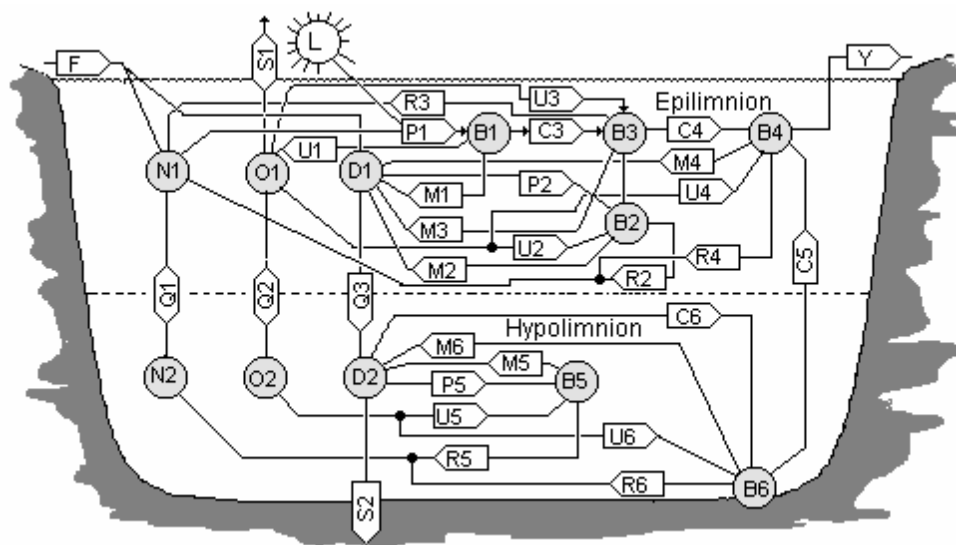 F
S1
L
Y
R3
U3
Epilimnion
P1
B1
C3
B3
C4
B4
U1
N1
O1
D1
M4
M1
P2
U4
M3
B2
U2
M2
R2
R4
C5
Q1
Q2
Q3
Hypolimnion
C6
M6
M5
N2
O2
D2
P5
B5
U5
U6
R5
R6
B6
S2